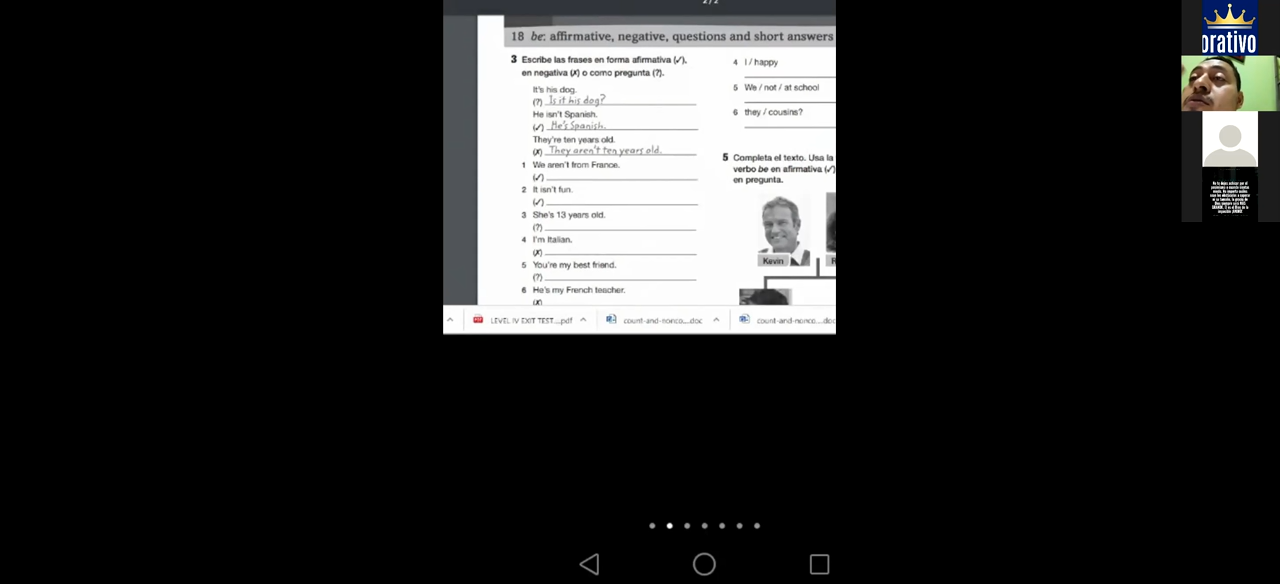 2/2
18 be: affirmative, negative, questions and short answers
3 Escribe las frases en forma afirmativa (✓),
en negativa (✗) o como pregunta (?).
It's his dog.
(?) Is it his dog?
He isn't Spanish.
(✓) He's Spanish.
They're ten years old.
(✗) They aren't ten years old.
1 We aren't from France.
(✓)
2 It isn't fun.
(✓)
3 She's 13 years old.
(?)
4 I'm Italian.
(✗)
5 You're my best friend.
(?)
6 He's my French teacher.
(✗)
4 I / happy
5 We / not / at school
6 they / cousins?
5 Completa el texto. Usa la
verbo be en afirmativa (✓)
en pregunta.
Kevin
LEVEL IV EXIT TEST....pdf
count-and-nonco....doc
count-and-nonco....doc
orativo